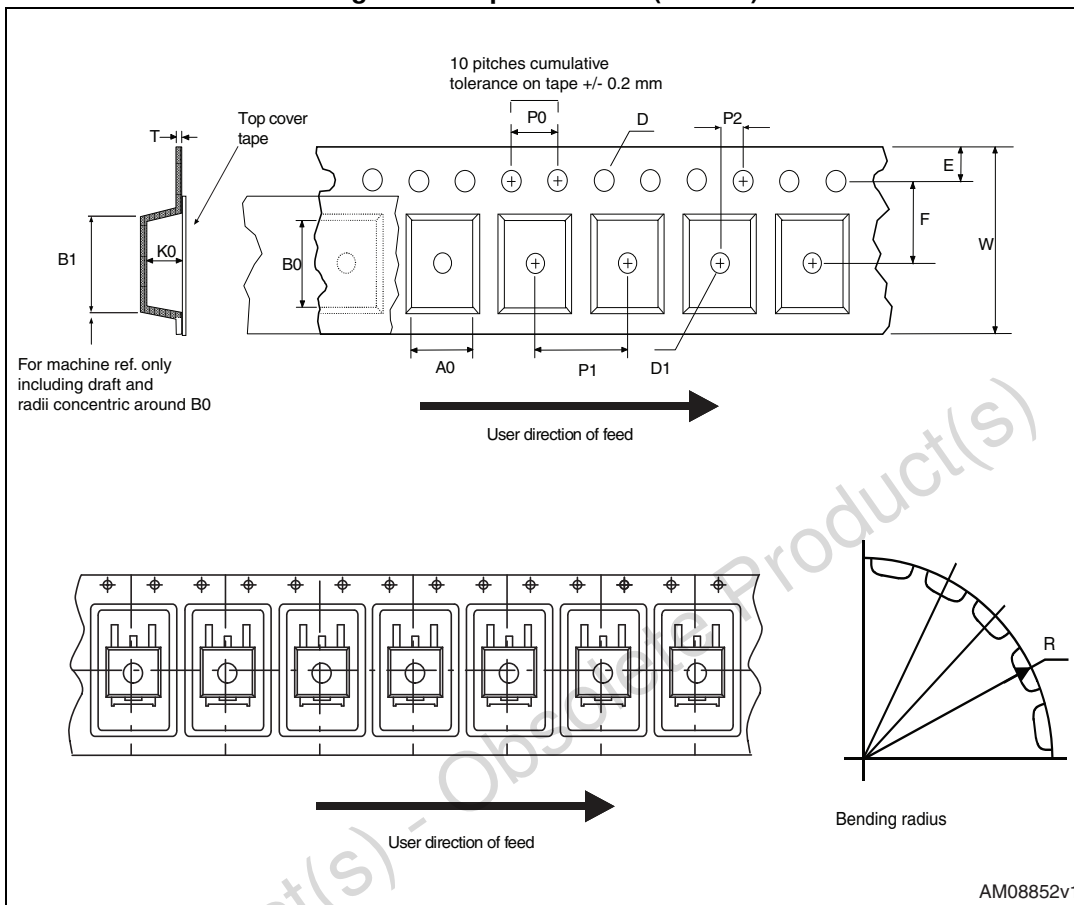 10 pitches cumulative
tolerance on tape +/- 0.2 mm
T
Top cover
tape
P0
D
P2
E
F
W
B1
K0
B0
For machine ref. only
including draft and
radii concentric around B0
A0
P1
D1
User direction of feed
R
User direction of feed
Bending radius
(s) - Obsolete Product(s)
AM08852v1